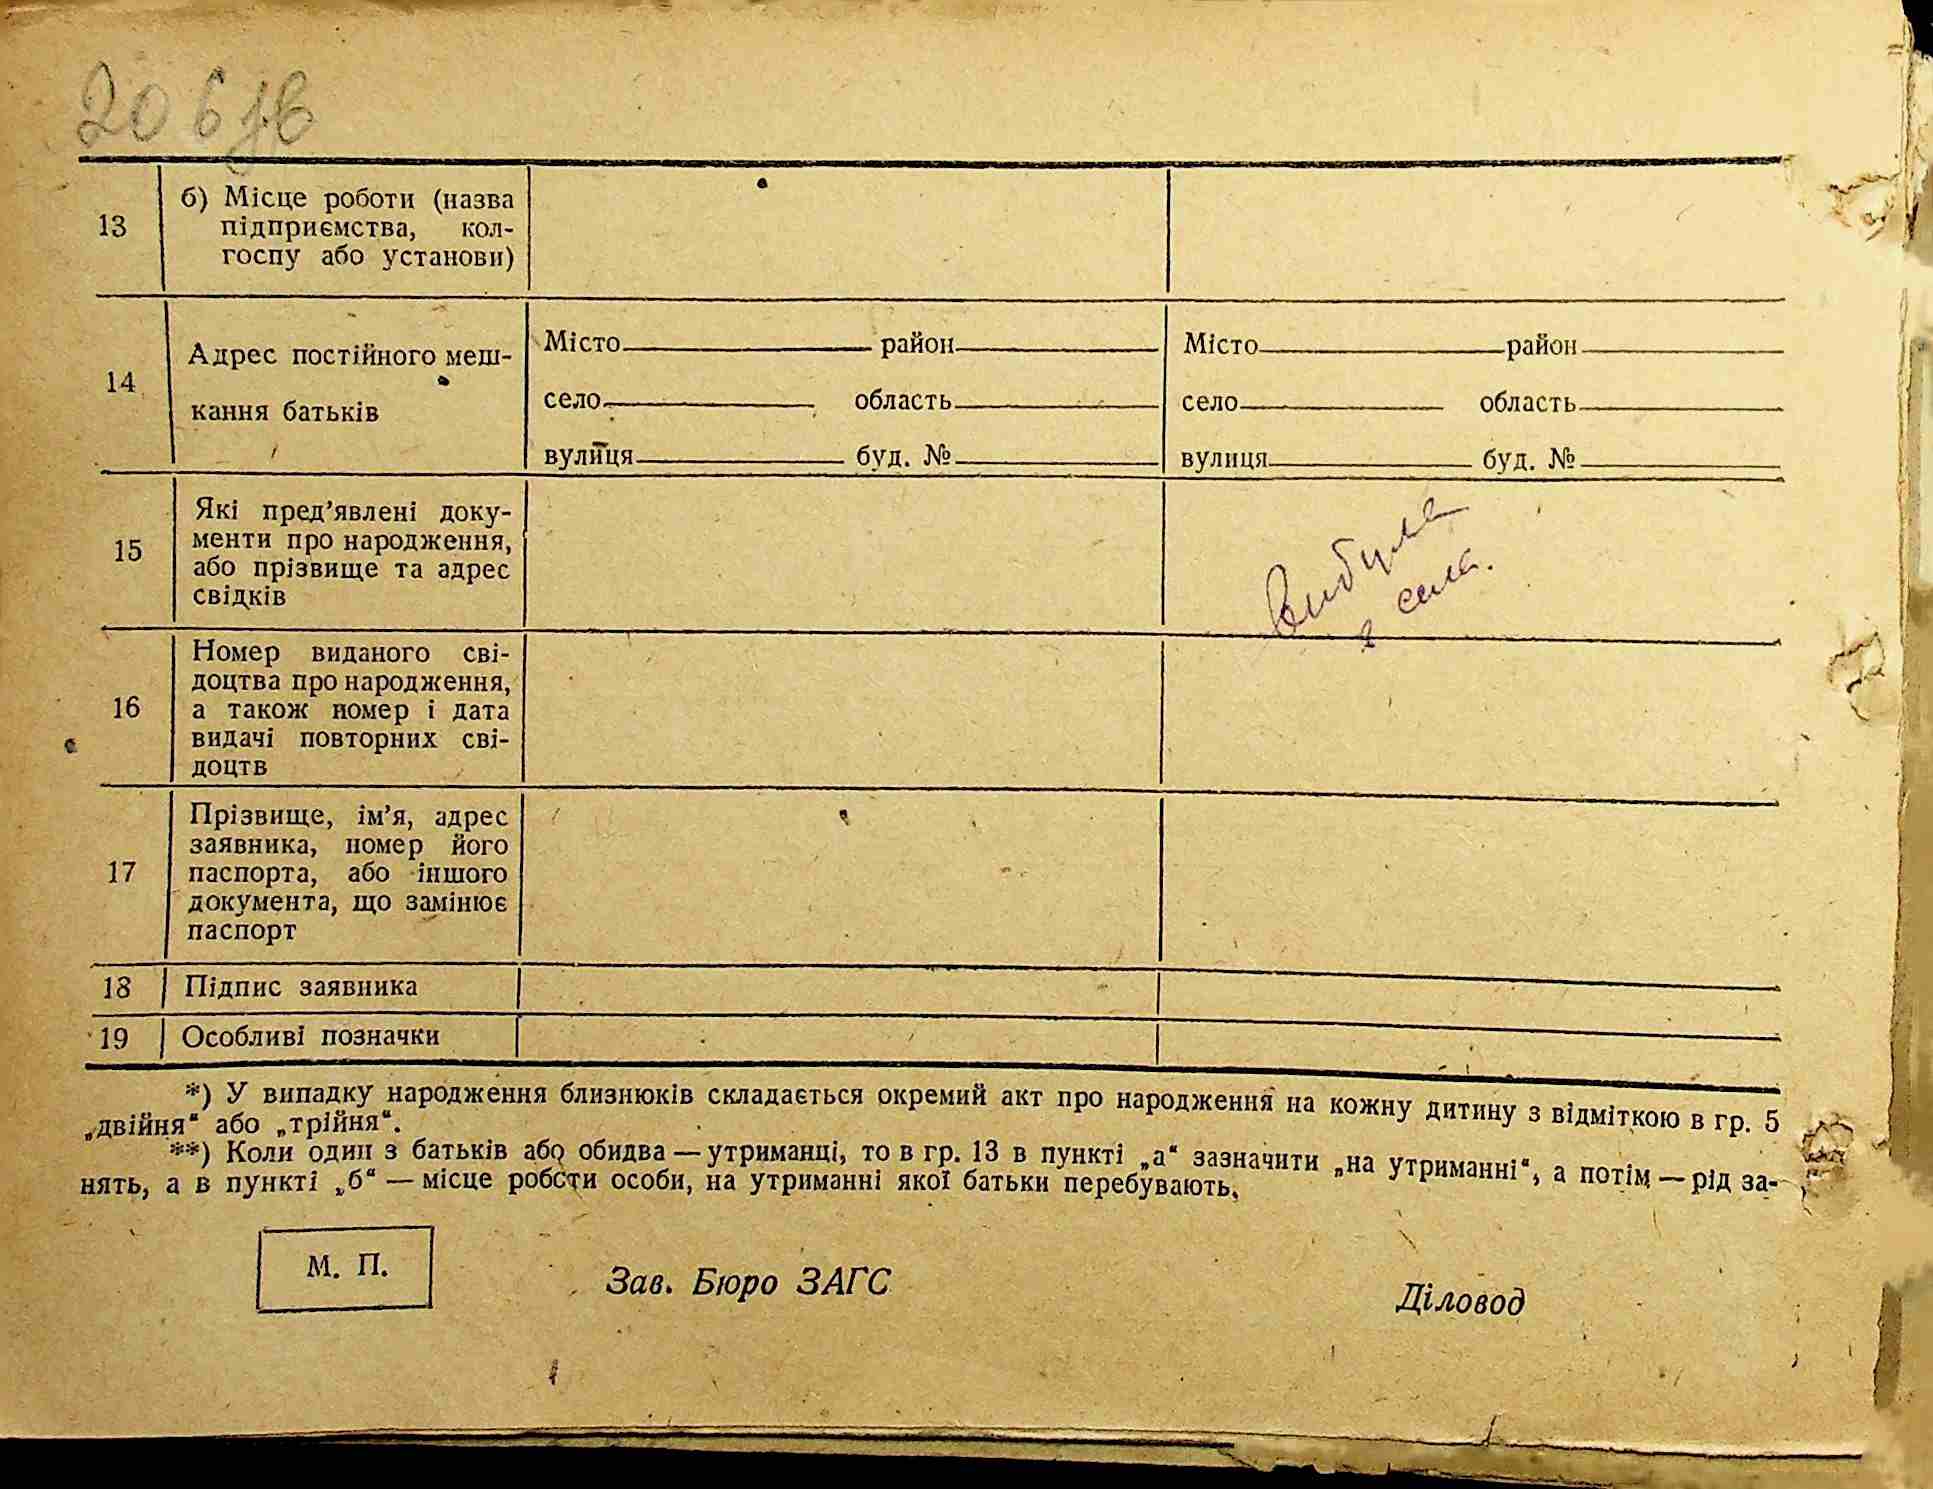 20 6
13
б) Місце роботи (назва
підприємства, кол-
госпу або установи)
14
Адрес постійного меш-
кання батьків
Місто район
село область
вулиця буд. №
Місто район
село область
вулиця буд. №
15
Які пред’явлені доку-
менти про народження,
або прізвище та адрес
свідків
Вибула
з села.
16
Номер виданого сві-
доцтва про народження,
а також номер і дата
видачі повторних сві-
доцтв
17
Прізвище, ім’я, адрес
заявника, номер його
паспорта, або іншого
документа, що замінює
паспорт
18
Підпис заявника
19
Особливі позначки
*) У випадку народження близнюків складається окремий акт про народження на кожну дитину з відміткою в гр. 5
„двійня“ або „трійня“.
**) Коли один з батьків або обидва — утриманці, то в гр. 13 в пункті „а“ зазначити „на утриманні“, а потім — рід за-
нять, а в пункті „б“ — місце роботи особи, на утриманні якої батьки перебувають.
М. П.
Зав. Бюро ЗАГС
Діловод